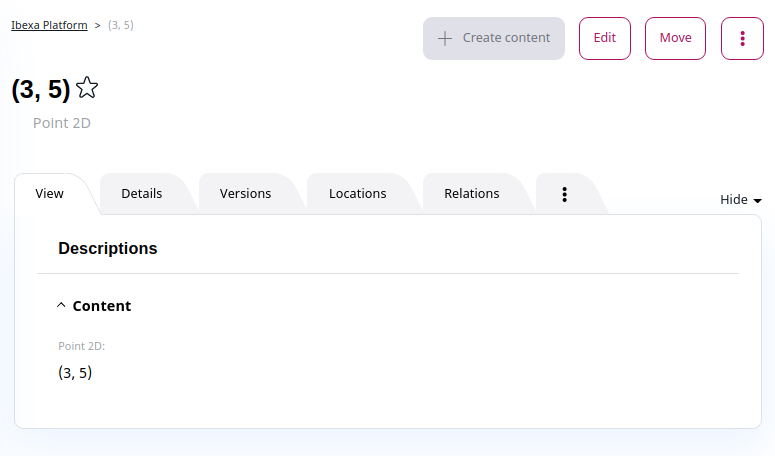 Ibexa Platform > (3, 5)
Create content
Edit
Move
(3, 5)
Point 2D
View
Details
Versions
Locations
Relations
Hide
Descriptions
Content
Point 2D:
(3, 5)